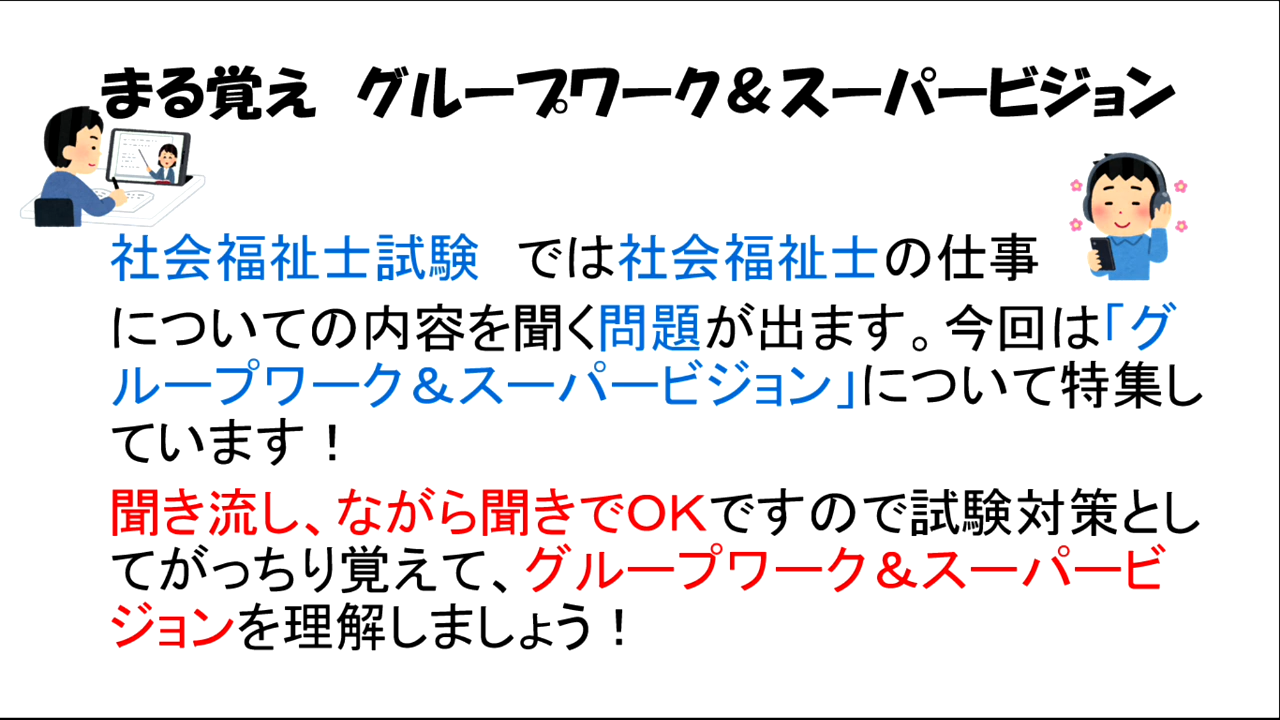 まる覚え　グループワーク＆スーパービジョン
社会福祉士試験　では社会福祉士の仕事
についての内容を聞く問題が出ます。今回は「グ
ループワーク＆スーパービジョン」について特集し
ています！
聞き流し、ながら聞きでＯＫですので試験対策とし
てがっちり覚えて、グループワーク＆スーパービ
ジョンを理解しましょう！